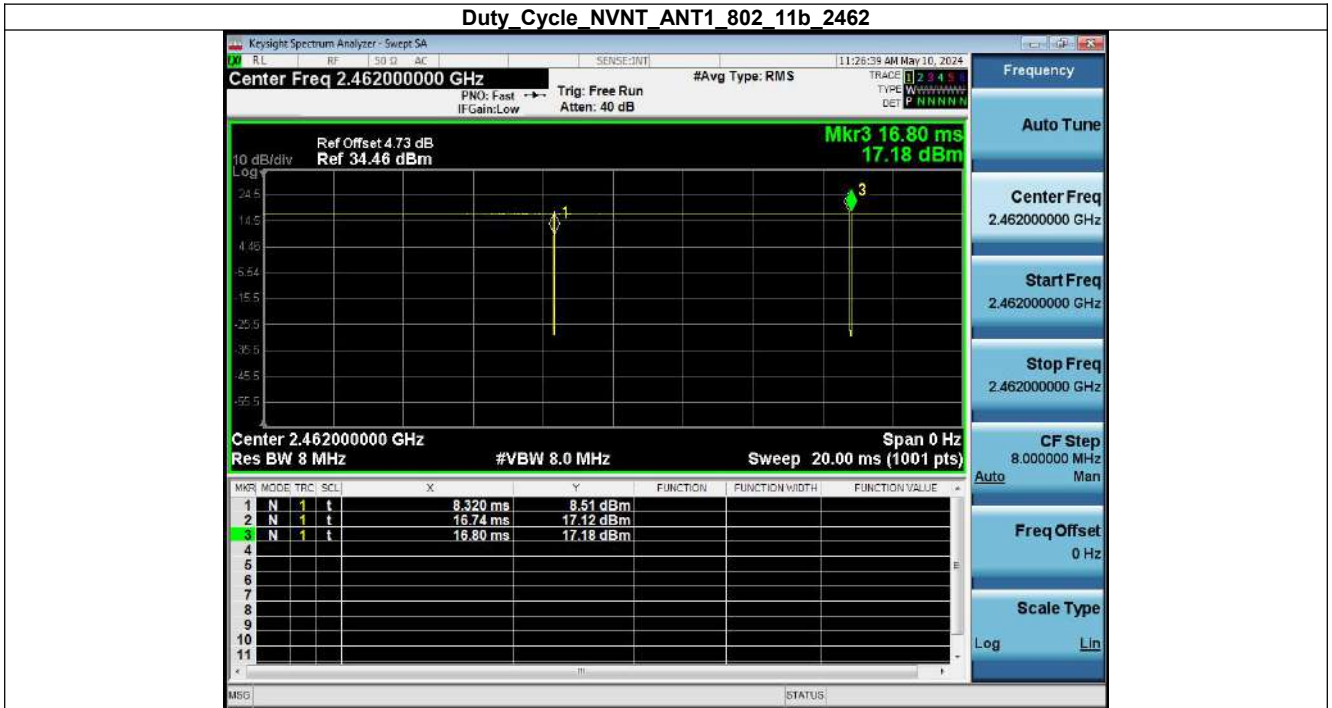 Duty_Cycle_NVNT_ANT1_802_11b_2462
Keysight Spectrum Analyzer - Swept SA
RL RF 50 Ω AC SENSE:INT 11:26:39 AM May 10, 2024
Center Freq 2.462000000 GHz
PNO: Fast
IFGain:Low
Trig: Free Run
Atten: 40 dB
#Avg Type: RMS
TRACE 1 2 3 4 5 6
TYPE W
DET P N N N N N
Mkr3 16.80 ms
17.18 dBm
Ref Offset 4.73 dB
10 dB/div Ref 34.46 dBm
Log
24.5
14.5
4.46
-5.54
-15.5
-25.5
-35.5
-45.5
-55.5
1
3
Center 2.462000000 GHz Span 0 Hz
Res BW 8 MHz #VBW 8.0 MHz Sweep 20.00 ms (1001 pts)
MKR MODE TRC SCL X Y FUNCTION FUNCTION WIDTH FUNCTION VALUE
1 N 1 t 8.320 ms 8.51 dBm
2 N 1 t 16.74 ms 17.12 dBm
3 N 1 t 16.80 ms 17.18 dBm
4
5
6
7
8
9
10
11
MSG STATUS
Frequency
Auto Tune
Center Freq
2.462000000 GHz
Start Freq
2.462000000 GHz
Stop Freq
2.462000000 GHz
CF Step
8.000000 MHz
Auto Man
Freq Offset
0 Hz
Scale Type
Log Lin